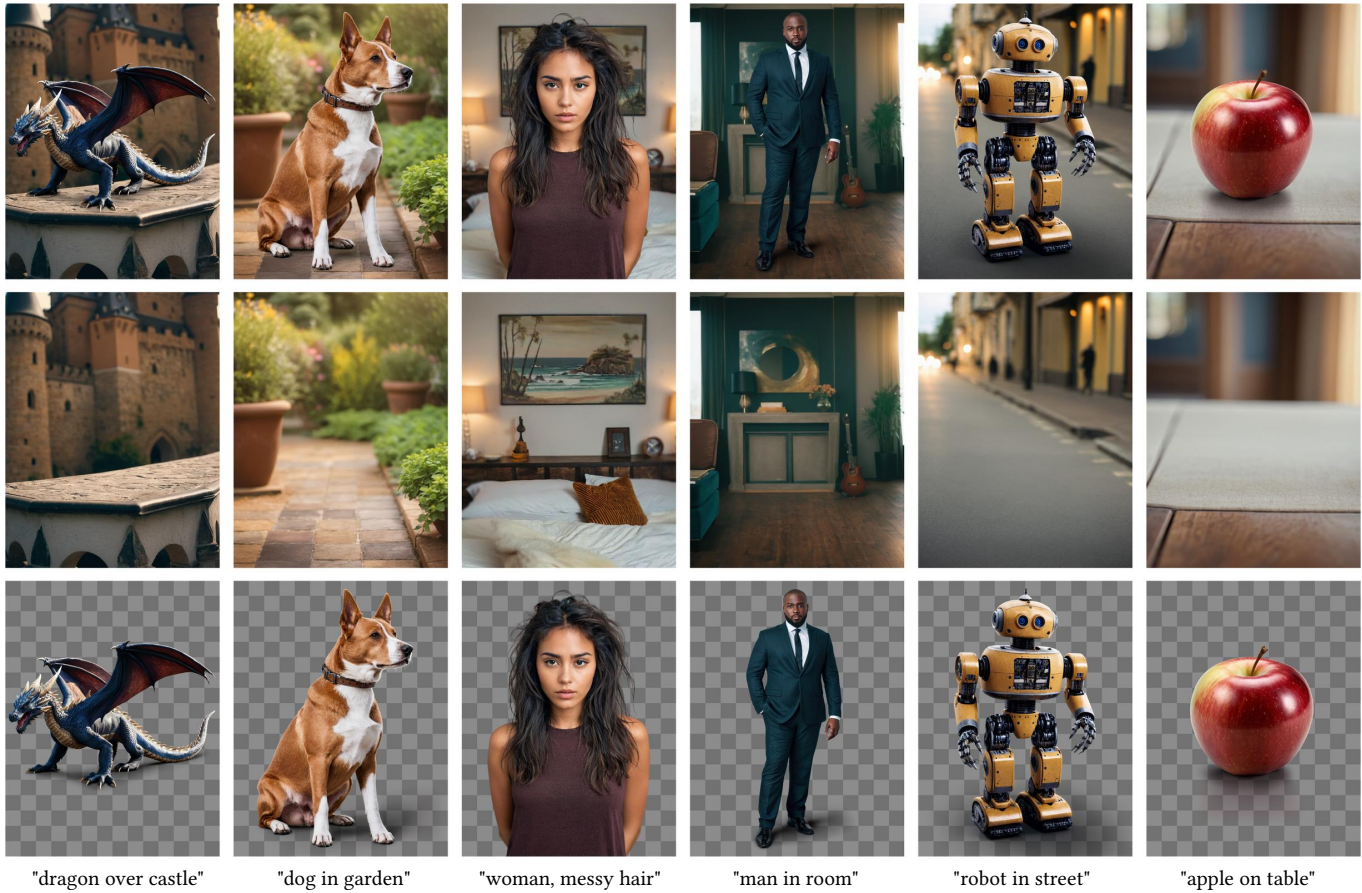 "dragon over castle"
"dog in garden"
"woman, messy hair"
"man in room"
"robot in street"
"apple on table"